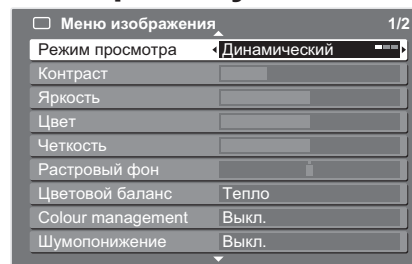 Меню изображения 1/2
Режим просмотра Динамический
Контраст
Яркость
Цвет
Четкость
Растровый фон
Цветовой баланс Тепло
Colour management Выкл.
Шумопонижение Выкл.